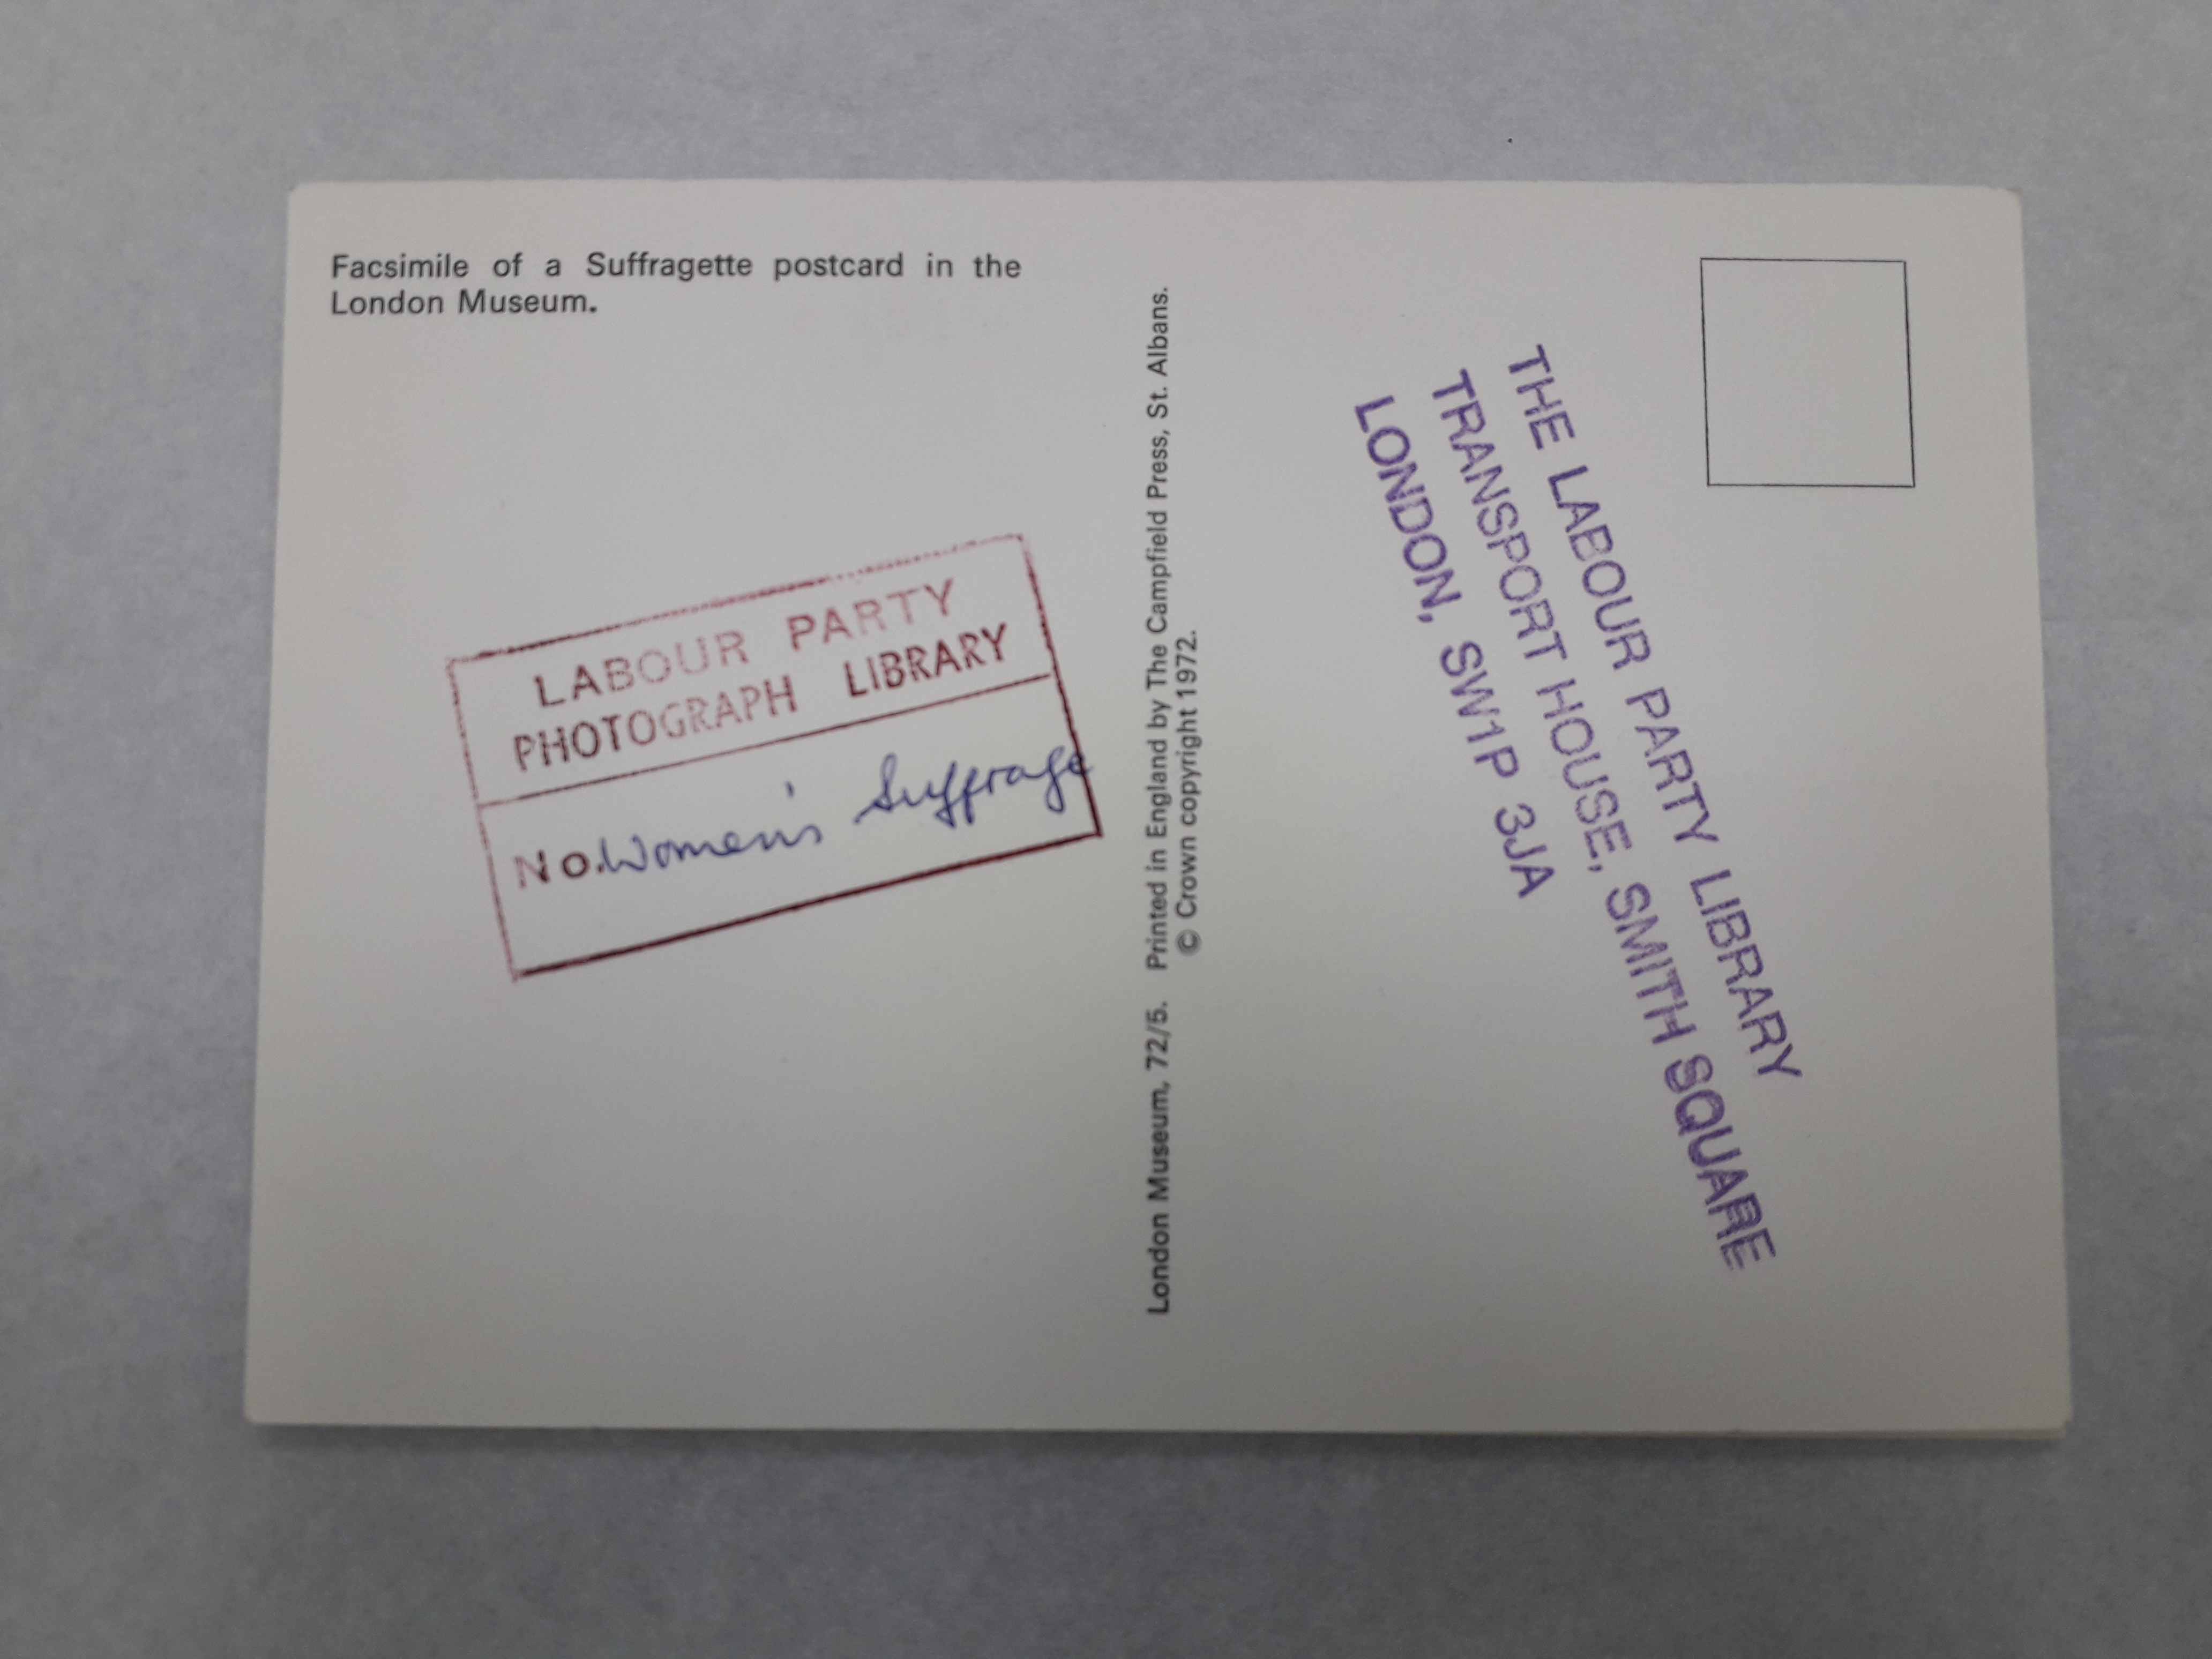 Facsimile of a Suffragette postcard in the
London Museum.
LABOUR PARTY
PHOTOGRAPH LIBRARY
No. Women's Suffrage
London Museum, 72/5. Printed in England by The Campfield Press, St. Albans.
© Crown copyright 1972.
THE LABOUR PARTY LIBRARY
TRANSPORT HOUSE, SMITH SQUARE
LONDON, SW1P 3JA